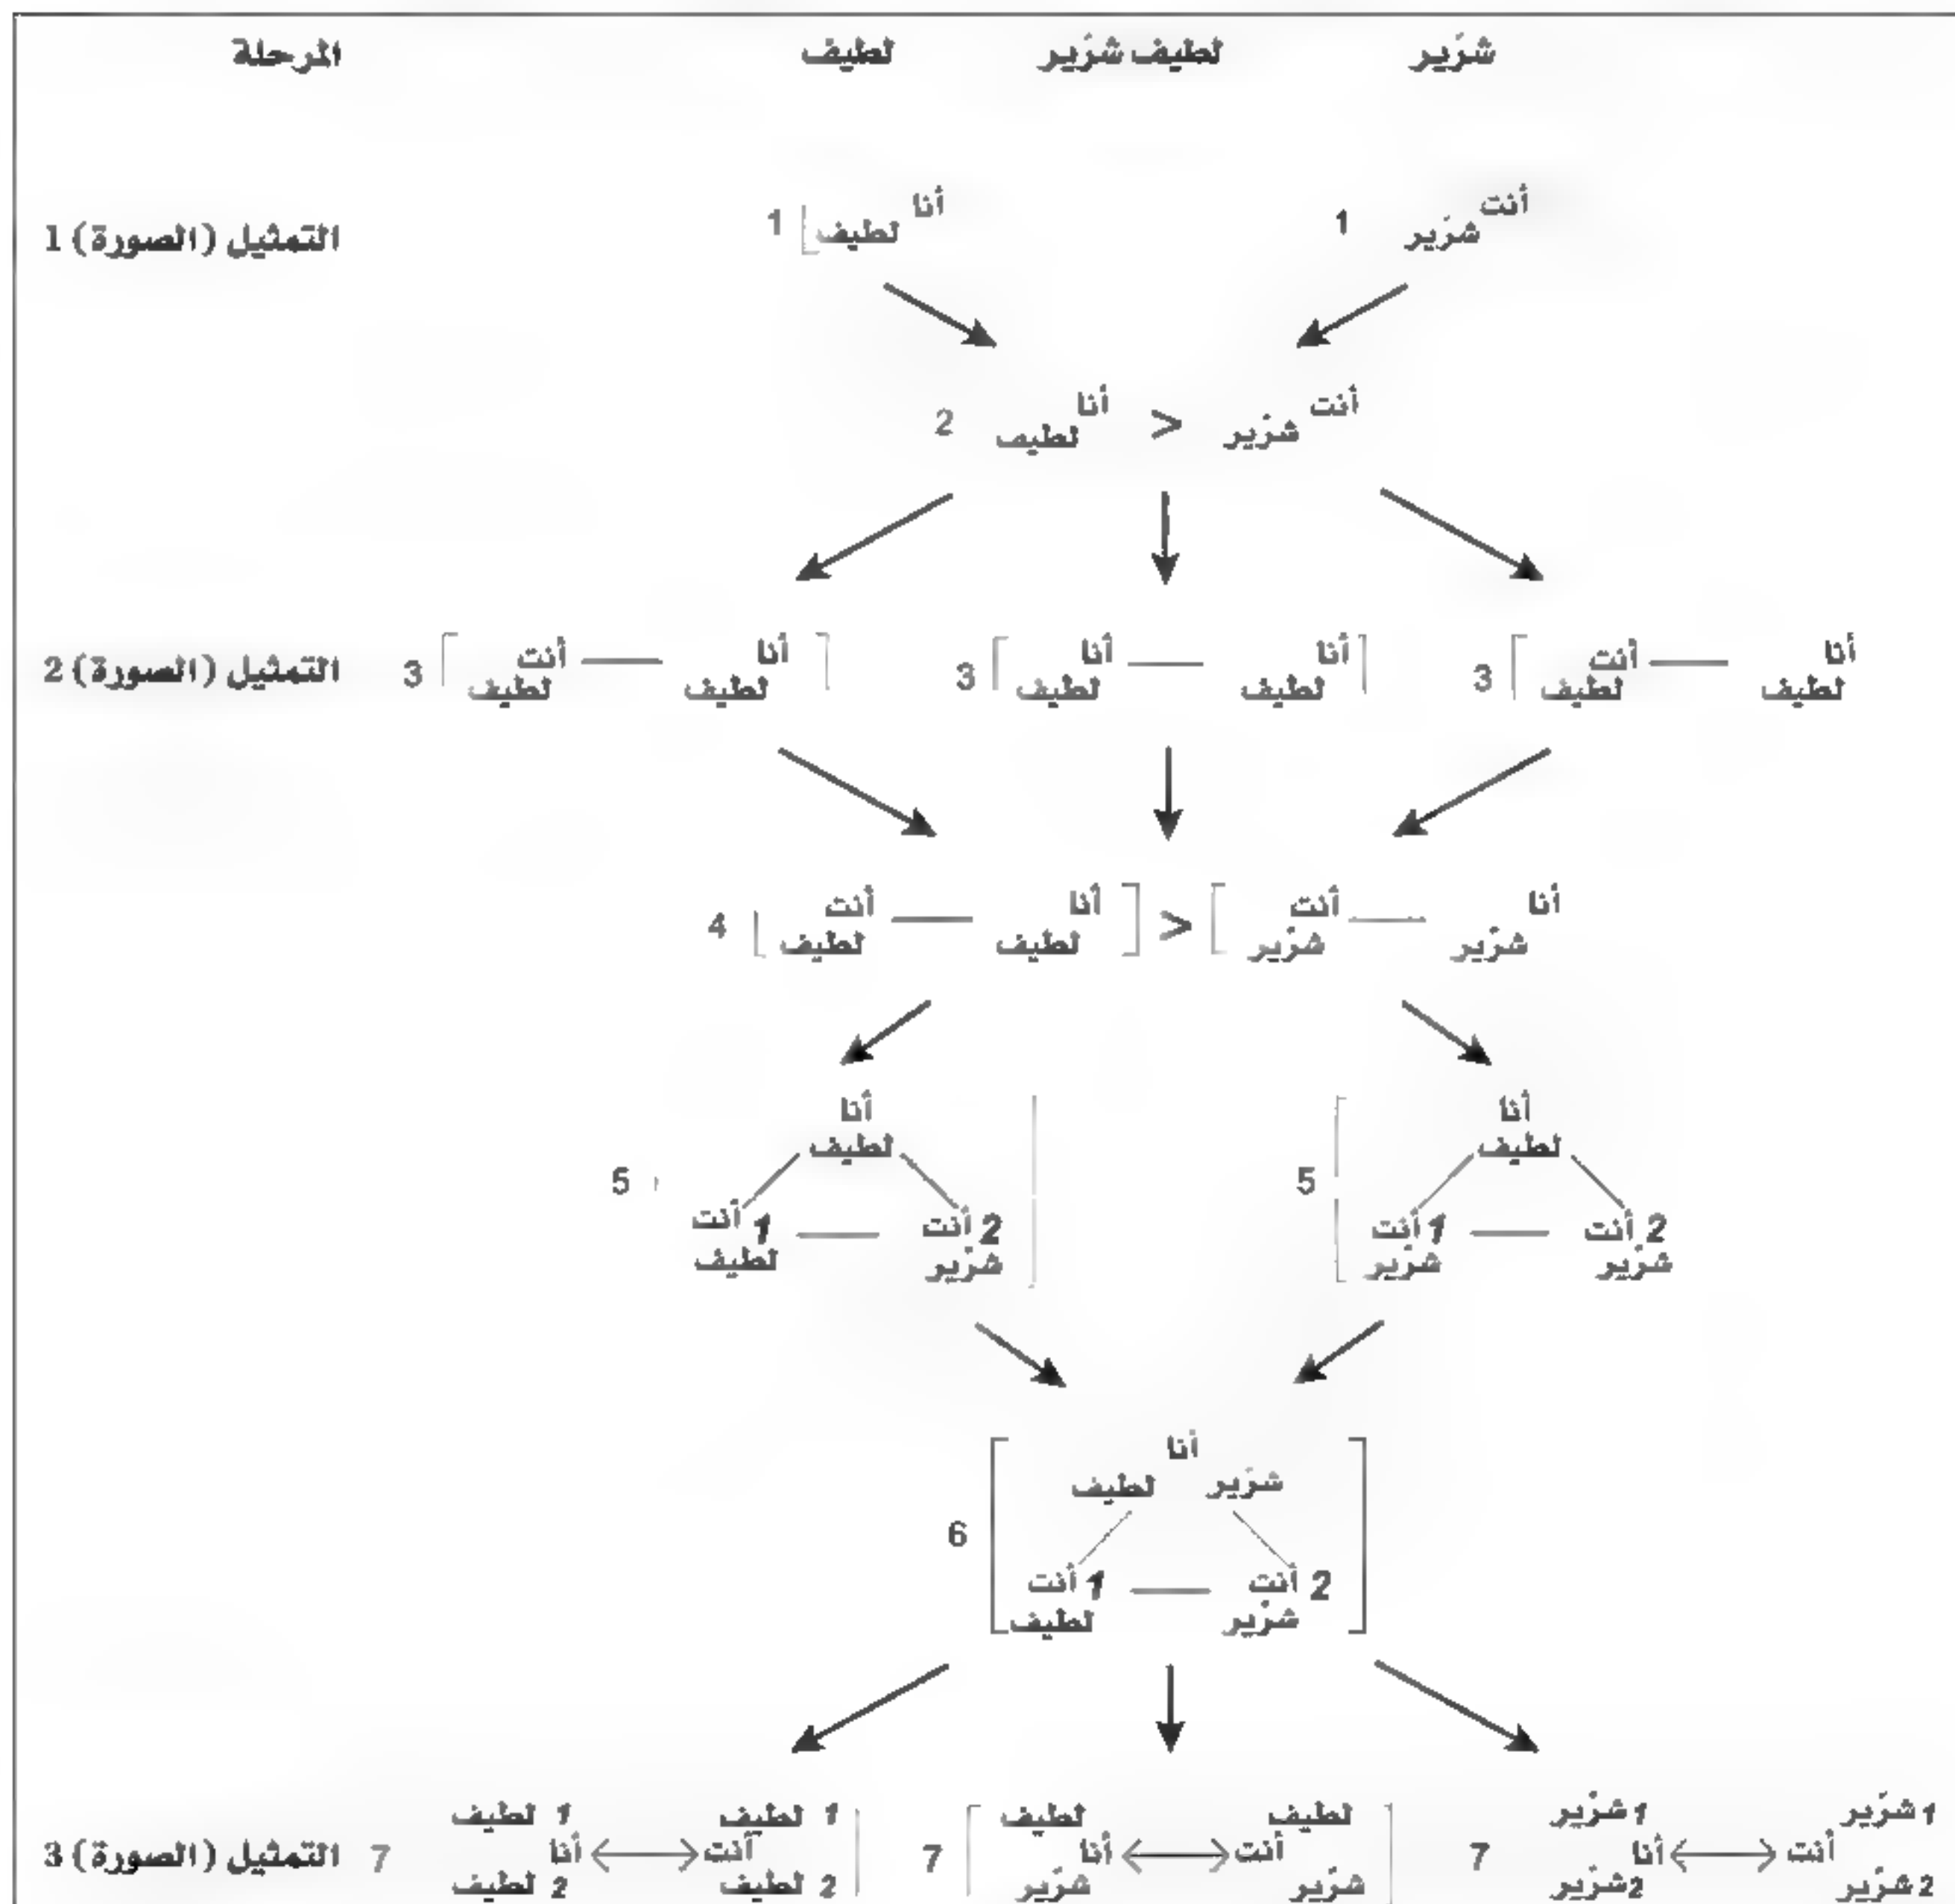 المرحلة لطيف لطيف شرّير شرّير
التمثيل (الصورة) 1
1 [ أنا لطيف
1 أنت شرّير
2 أنا لطيف > أنت شرّير
التمثيل (الصورة) 2
3 [ أنت لطيف — أنا لطيف ]
3 [ أنا لطيف — أنا لطيف ]
3 [ أنت لطيف — أنا لطيف
4 [ أنت لطيف — أنا لطيف ] > [ أنت شرّير — أنا شرّير
5
أنا
لطيف
أنت 1 — أنت 2
لطيف شرّير
5
أنا
لطيف
أنت 1 — أنت 2
شرّير شرّير
6
أنا
لطيف شرّير
أنت 1 — أنت 2
لطيف شرّير
التمثيل (الصورة) 3
7
لطيف 1 لطيف 1
أنا ↔ أنت
لطيف 2 لطيف 2
7
لطيف لطيف
أنا ↔ أنت
شرّير شرّير
7
شرّير 1 شرّير 1
أنا ↔ أنت
شرّير 2 شرّير 2